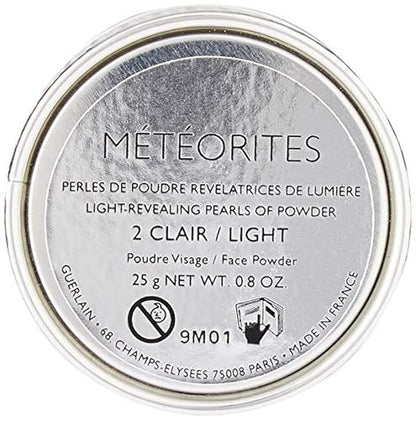 MÉTÉORITES
PERLES DE POUDRE REVELATRICES DE LUMIÈRE
LIGHT-REVEALING PEARLS OF POWDER
2 CLAIR / LIGHT
Poudre Visage / Face Powder
25 g NET WT. 0.8 OZ.
9M01
GUERLAIN • 68, CHAMPS-ELYSÉES 75008 PARIS • MADE IN FRANCE